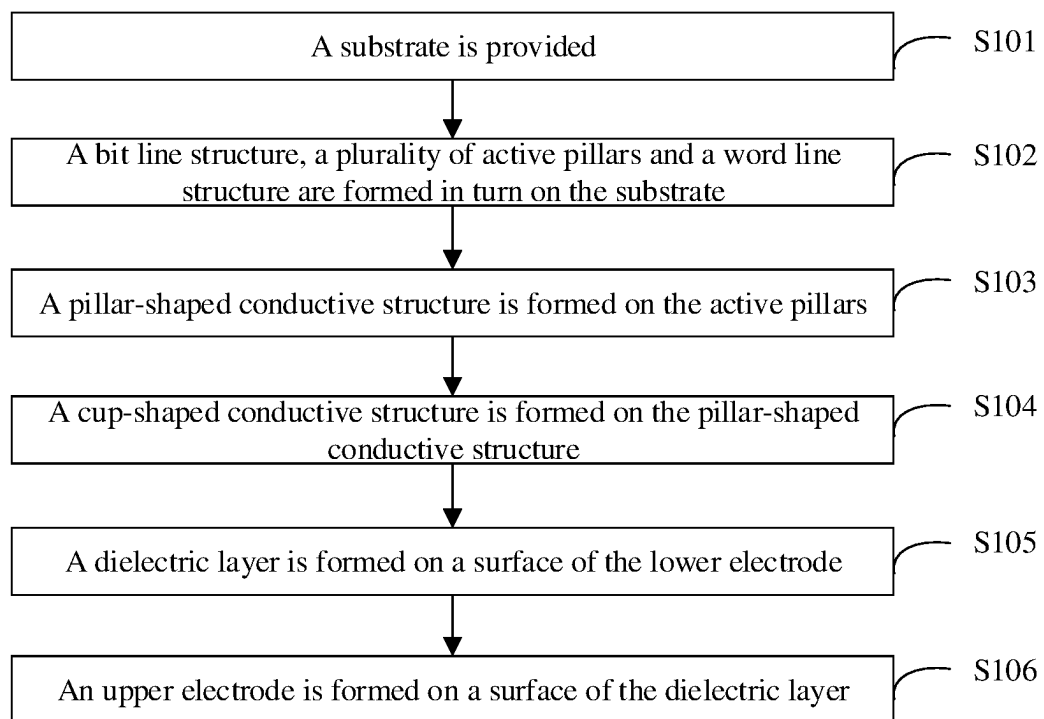 A substrate is provided
S101
A bit line structure, a plurality of active pillars and a word line
structure are formed in turn on the substrate
S102
A pillar-shaped conductive structure is formed on the active pillars
S103
A cup-shaped conductive structure is formed on the pillar-shaped
conductive structure
S104
A dielectric layer is formed on a surface of the lower electrode
S105
An upper electrode is formed on a surface of the dielectric layer
S106